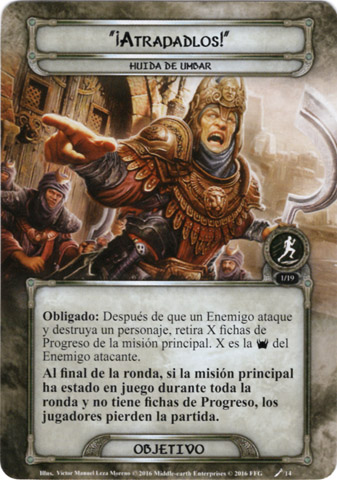 "¡Atrapadlos!"
Huida de Umbar
1/19
Obligado: Después de que un Enemigo ataque
y destruya un personaje, retira X fichas de
Progreso de la misión principal. X es la del
Enemigo atacante.
Al final de la ronda, si la misión principal
ha estado en juego durante toda la
ronda y no tiene fichas de Progreso, los
jugadores pierden la partida.
Objetivo
Illus. Victor Manuel Leza Moreno ©2016 Middle-earth Enterprises © 2016 FFG 14